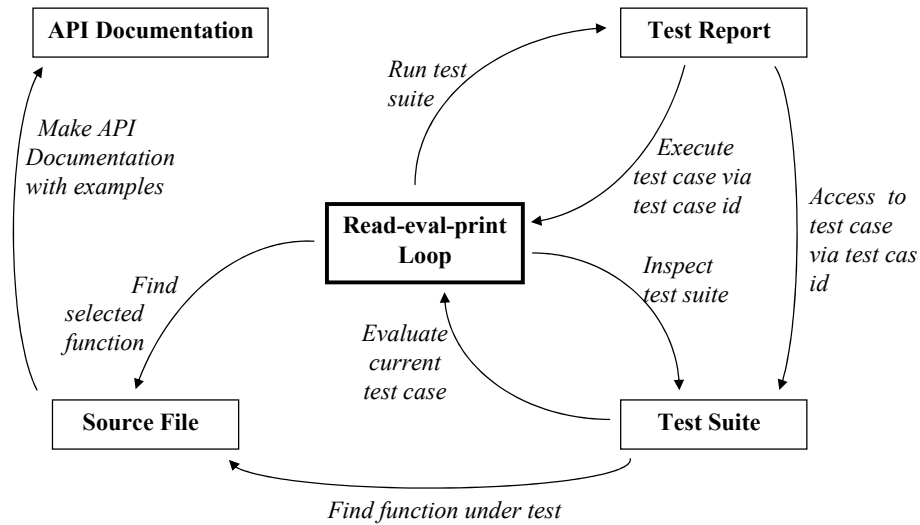 API Documentation
Test Report
Run test
suite
Make API
Documentation
with examples
Execute
test case via
test case id
Access to
test case
via test cas
id
Read-eval-print
Loop
Find
selected
function
Inspect
test suite
Evaluate
current
test case
Source File
Test Suite
Find function under test